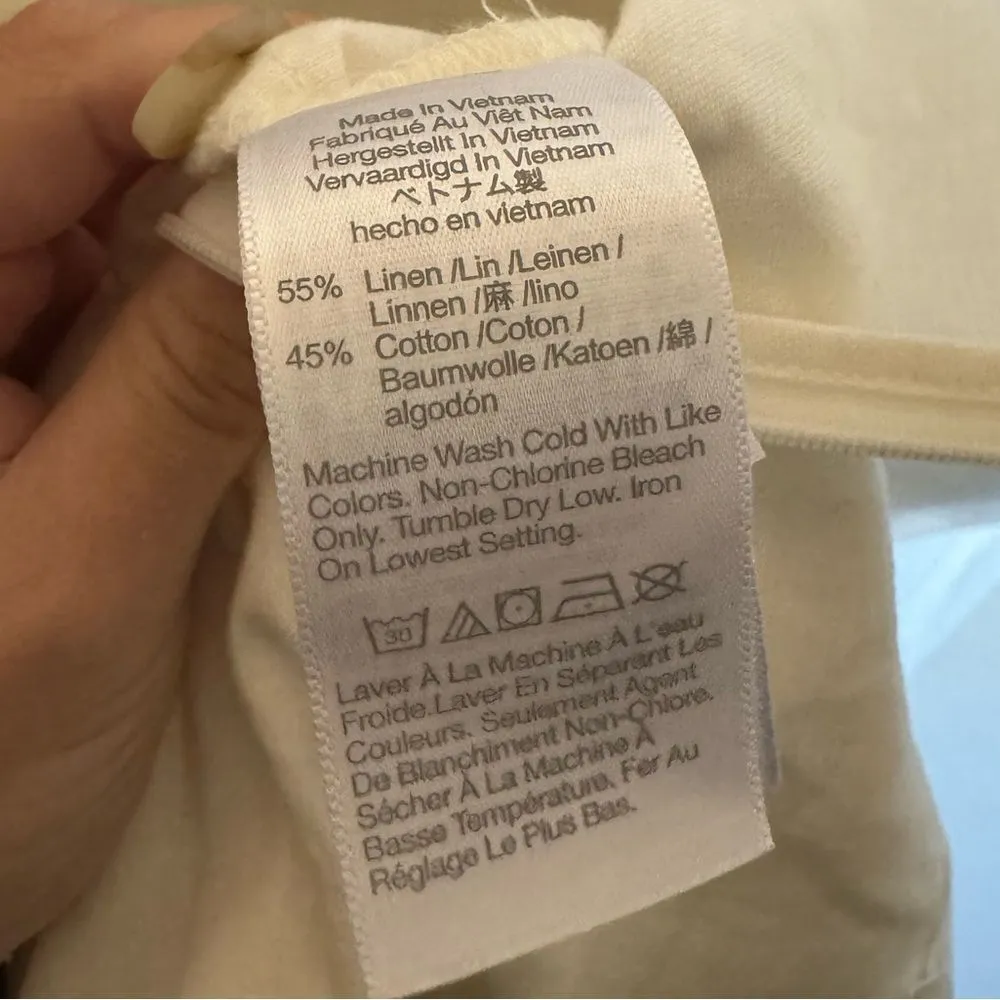 Made In Vietnam
Fabriqué Au Viêt Nam
Hergestellt In Vietnam
Vervaardigd In Vietnam
ベトナム製
hecho en vietnam
55% Linen /Lin /Leinen /
Linnen /麻 /lino
45% Cotton /Coton /
Baumwolle /Katoen /綿 /
algodón
Machine Wash Cold With Like
Colors. Non-Chlorine Bleach
Only. Tumble Dry Low. Iron
On Lowest Setting.
30
Laver À La Machine À L'eau
Froide.Laver En Séparant Les
Couleurs. Seulement Agent
De Blanchiment Non-Chlore.
Sécher À La Machine À
Basse Température. Fer Au
Réglage Le Plus Bas.